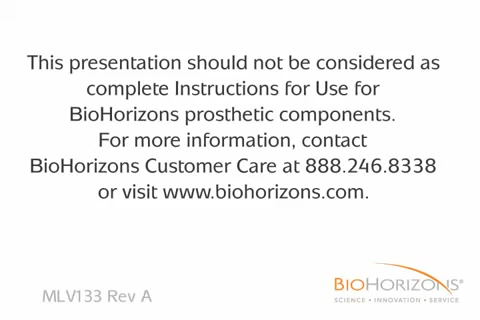 This presentation should not be considered as
complete Instructions for Use for
BioHorizons prosthetic components.
For more information, contact
BioHorizons Customer Care at 888.246.8338
or visit www.biohorizons.com.
BIOHORIZONS®
SCIENCE • INNOVATION • SERVICE
MLV133 Rev A